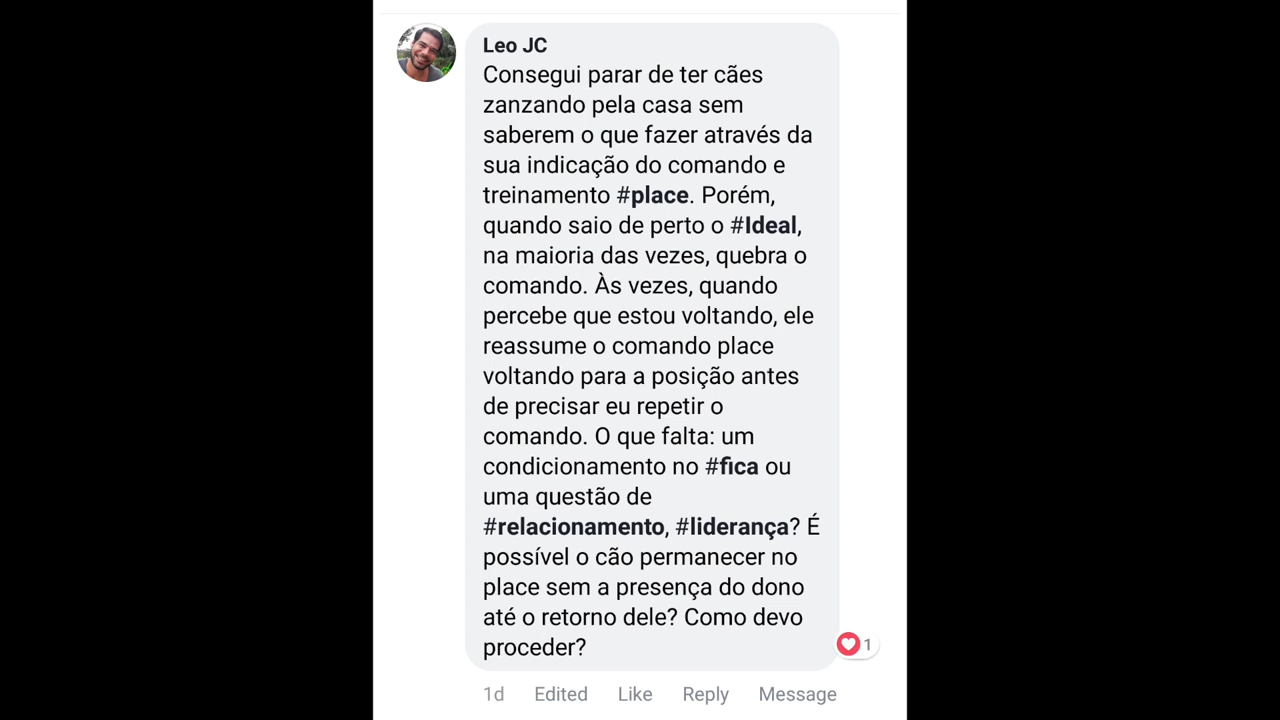 Leo JC
Consegui parar de ter cães
zanzando pela casa sem
saberem o que fazer através da
sua indicação do comando e
treinamento #place. Porém,
quando saio de perto o #Ideal,
na maioria das vezes, quebra o
comando. Às vezes, quando
percebe que estou voltando, ele
reassume o comando place
voltando para a posição antes
de precisar eu repetir o
comando. O que falta: um
condicionamento no #fica ou
uma questão de
#relacionamento, #liderança? É
possível o cão permanecer no
place sem a presença do dono
até o retorno dele? Como devo
proceder?
1
1d Edited Like Reply Message